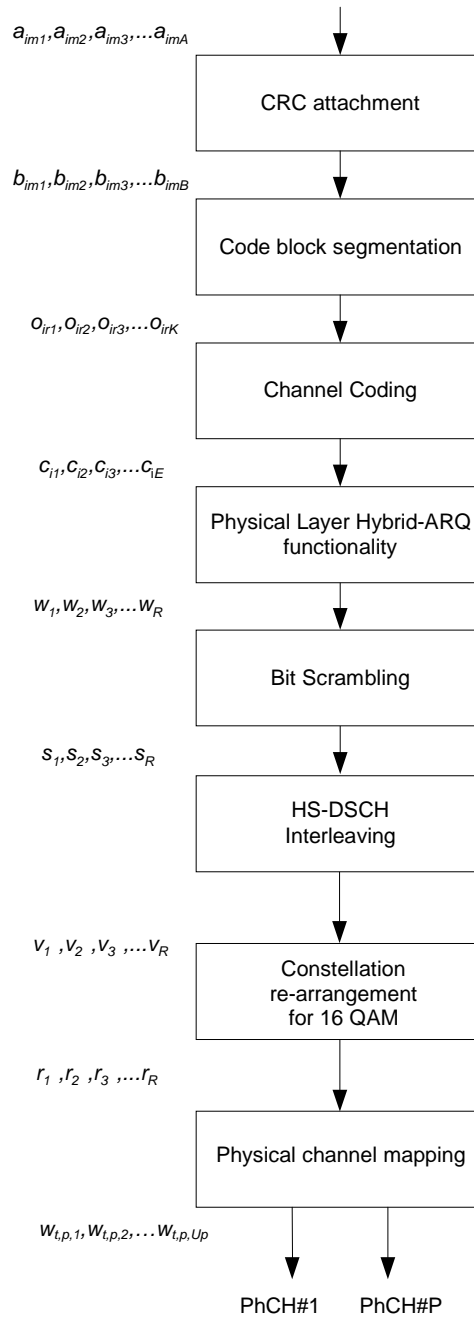 a_im1,a_im2,a_im3,...a_imA
CRC attachment
b_im1,b_im2,b_im3,...b_imB
Code block segmentation
o_ir1,o_ir2,o_ir3,...o_irK
Channel Coding
c_i1,c_i2,c_i3,...c_iE
Physical Layer Hybrid-ARQ
functionality
w_1,w_2,w_3,...w_R
Bit Scrambling
s_1,s_2,s_3,...s_R
HS-DSCH
Interleaving
v_1 ,v_2 ,v_3 ,...v_R
Constellation
re-arrangement
for 16 QAM
r_1 ,r_2 ,r_3 ,...r_R
Physical channel mapping
w_t,p,1,w_t,p,2,...w_t,p,Up
PhCH#1 PhCH#P